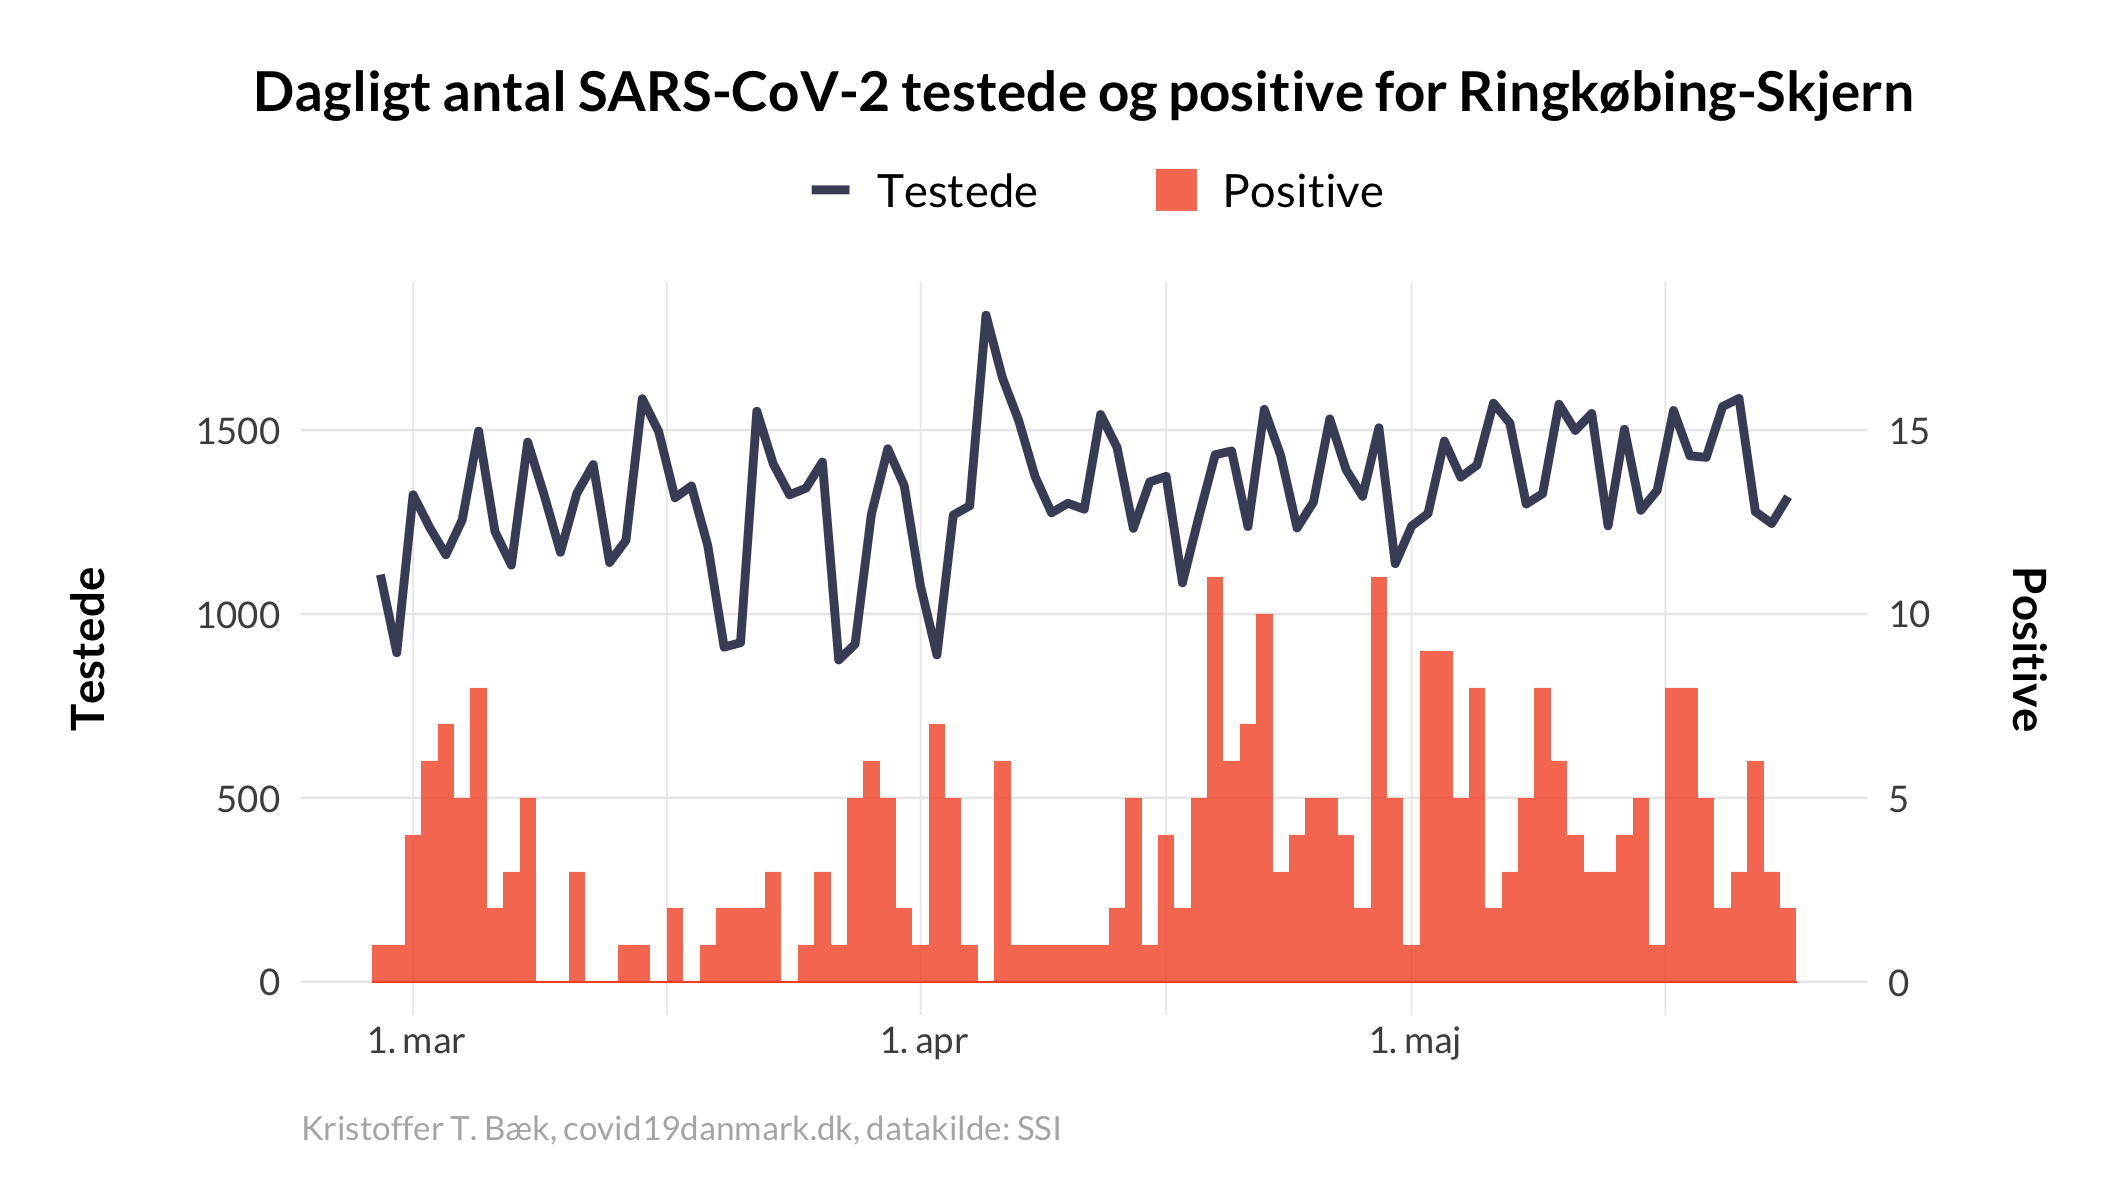 Dagligt antal SARS-CoV-2 testede og positive for Ringkøbing-Skjern
Testede
Positive
Testede
1500
1000
500
0
15
10
5
0
Positive
1. mar
1. apr
1. maj
Kristoffer T. Bæk, covid19danmark.dk, datakilde: SSI